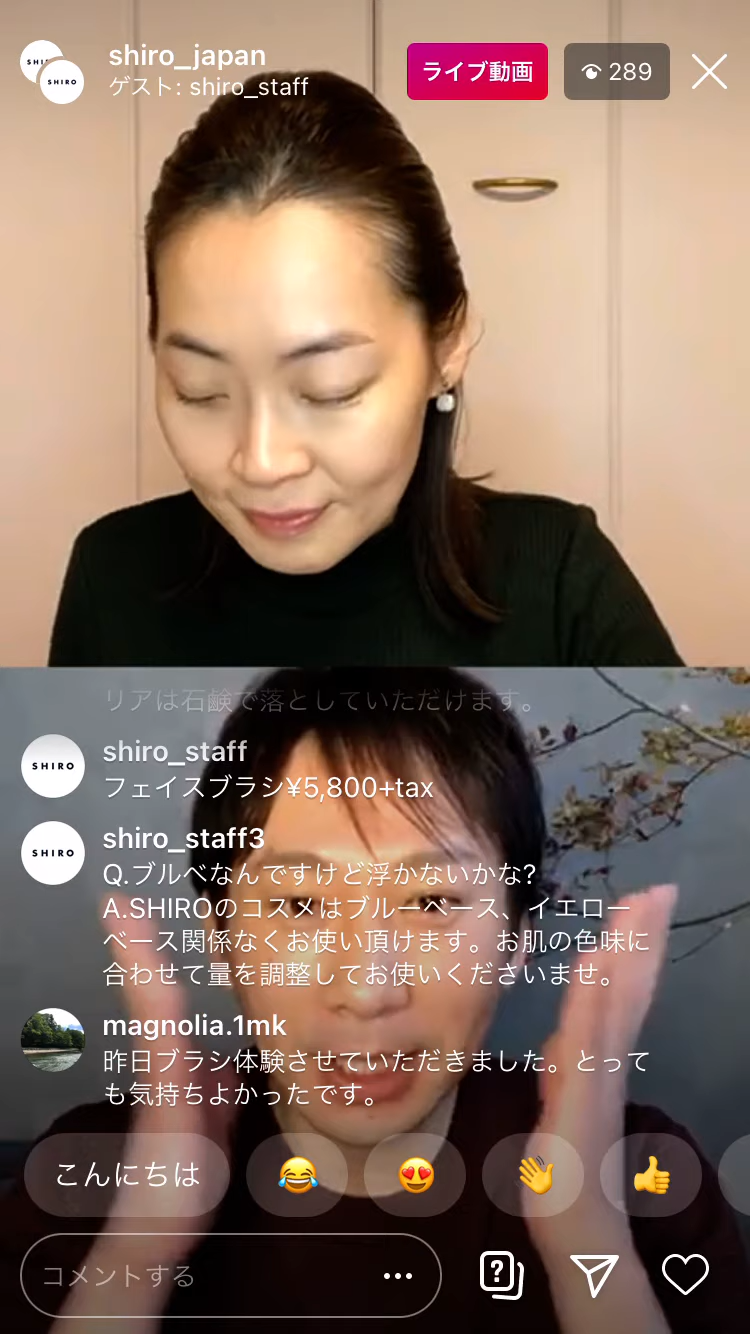 shiro_japan
ゲスト: shiro_staff
ライブ動画
289
SHIRO
リアは石鹸で落としていただけます。
SHIRO
shiro_staff
フェイスブラシ¥5,800+tax
SHIRO
shiro_staff3
Q.ブルベなんですけど浮かないかな?
A.SHIROのコスメはブルーベース、イエロー
ベース関係なくお使い頂けます。お肌の色味に
合わせて量を調整してお使いくださいませ。
magnolia.1mk
昨日ブラシ体験させていただきました。とって
も気持ちよかったです。
こんにちは
コメントする